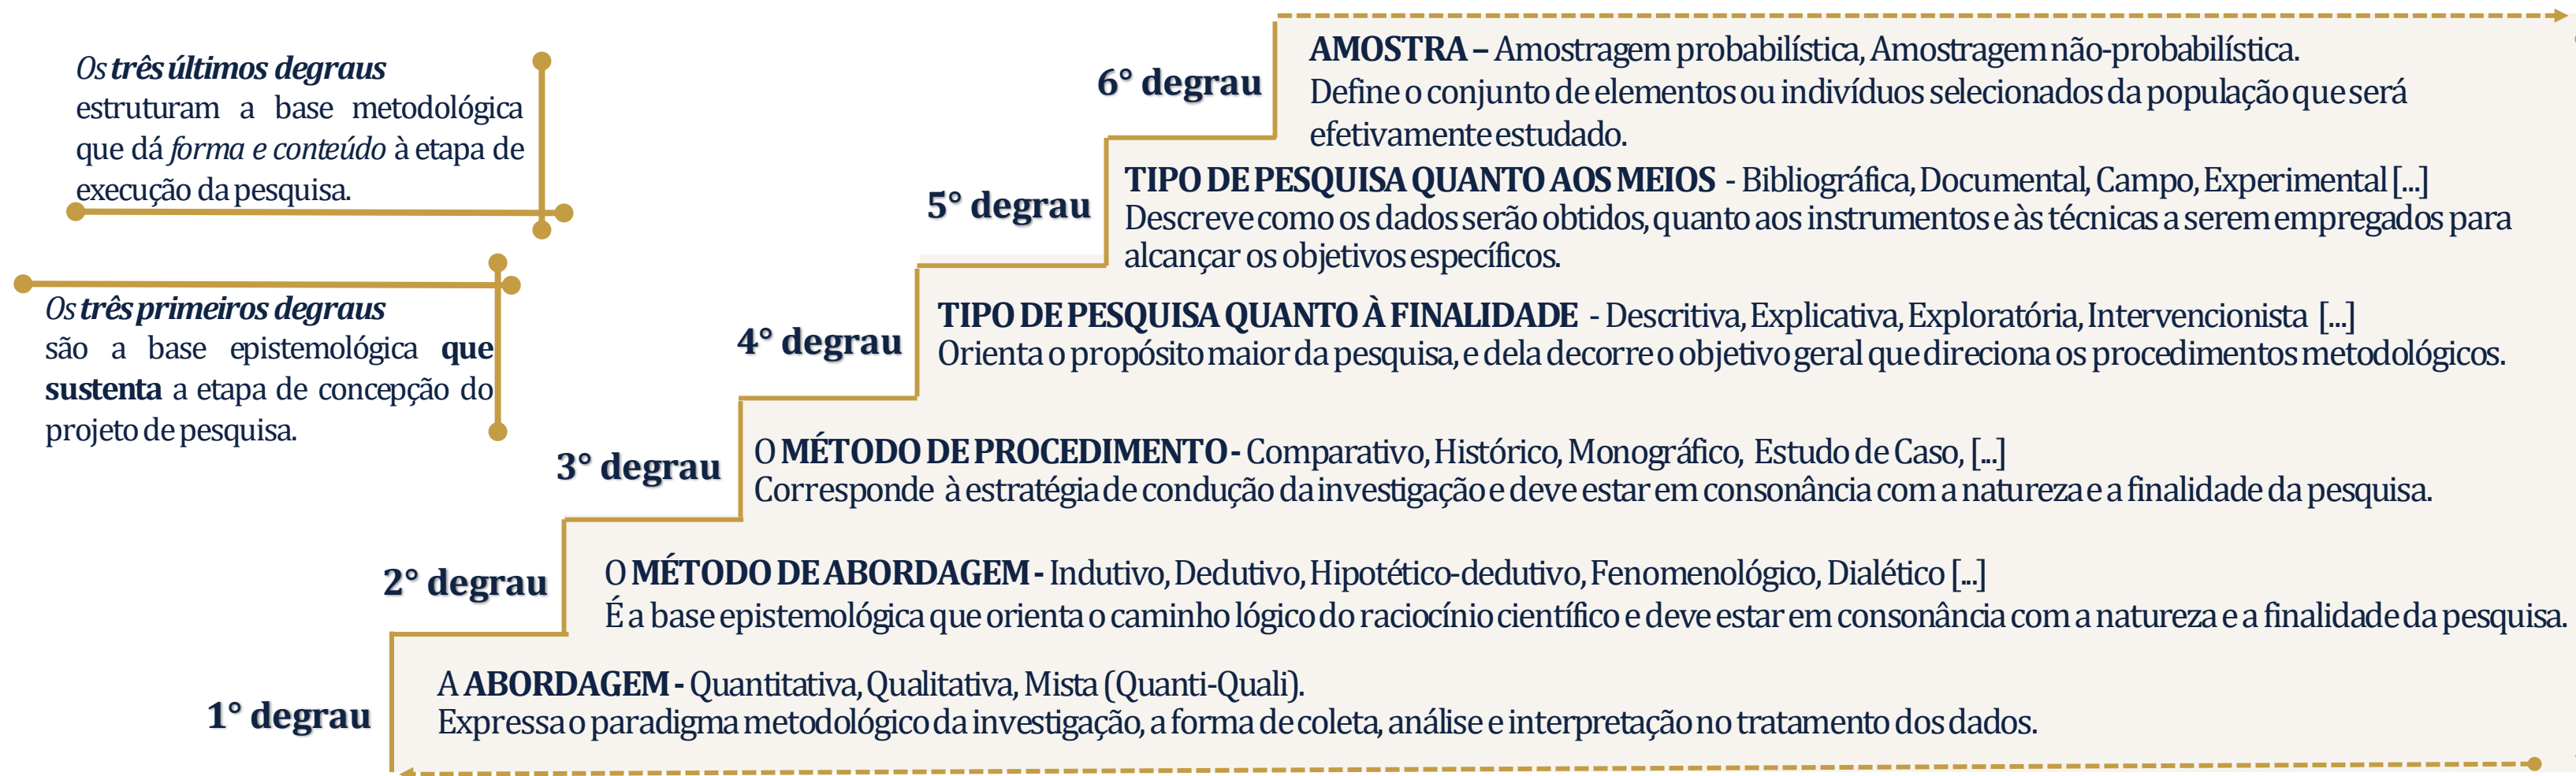 Os três últimos degraus
estruturam a base metodológica
que dá forma e conteúdo à etapa de
execução da pesquisa.
Os três primeiros degraus
são a base epistemológica que
sustenta a etapa de concepção do
projeto de pesquisa.
6° degrau
AMOSTRA – Amostragem probabilística, Amostragem não-probabilística.
Define o conjunto de elementos ou indivíduos selecionados da população que será
efetivamente estudado.
5° degrau
TIPO DE PESQUISA QUANTO AOS MEIOS - Bibliográfica, Documental, Campo, Experimental [...]
Descreve como os dados serão obtidos, quanto aos instrumentos e às técnicas a serem empregados para
alcançar os objetivos específicos.
4° degrau
TIPO DE PESQUISA QUANTO À FINALIDADE - Descritiva, Explicativa, Exploratória, Intervencionista [...]
Orienta o propósito maior da pesquisa, e dela decorre o objetivo geral que direciona os procedimentos metodológicos.
3° degrau
O MÉTODO DE PROCEDIMENTO - Comparativo, Histórico, Monográfico, Estudo de Caso, [...]
Corresponde à estratégia de condução da investigação e deve estar em consonância com a natureza e a finalidade da pesquisa.
2° degrau
O MÉTODO DE ABORDAGEM - Indutivo, Dedutivo, Hipotético-dedutivo, Fenomenológico, Dialético [...]
É a base epistemológica que orienta o caminho lógico do raciocínio científico e deve estar em consonância com a natureza e a finalidade da pesquisa.
1° degrau
A ABORDAGEM - Quantitativa, Qualitativa, Mista (Quanti-Quali).
Expressa o paradigma metodológico da investigação, a forma de coleta, análise e interpretação no tratamento dos dados.